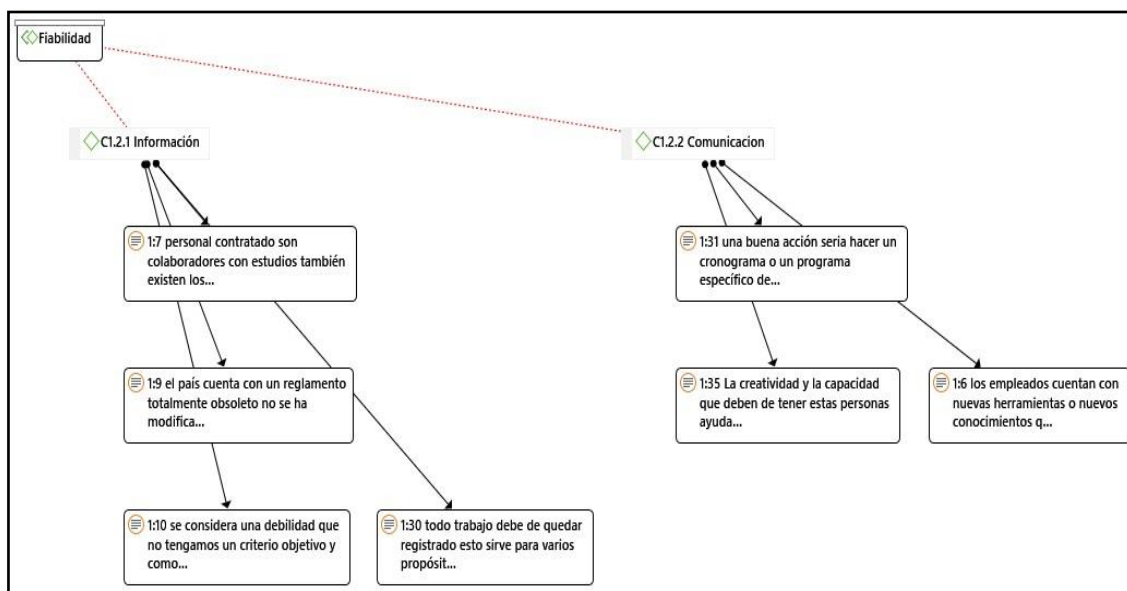 Fiabilidad
C1.2.1 Información
C1.2.2 Comunicacion
1:7 personal contratado son
colaboradores con estudios también
existen los...
1:31 una buena acción seria hacer un
cronograma o un programa
específico de...
1:9 el país cuenta con un reglamento
totalmente obsoleto no se ha
modifica...
1:35 La creatividad y la capacidad
que deben de tener estas personas
ayuda...
1:6 los empleados cuentan con
nuevas herramientas o nuevos
conocimientos q...
1:10 se considera una debilidad que
no tengamos un criterio objetivo y
como...
1:30 todo trabajo debe de quedar
registrado esto sirve para varios
propósit...